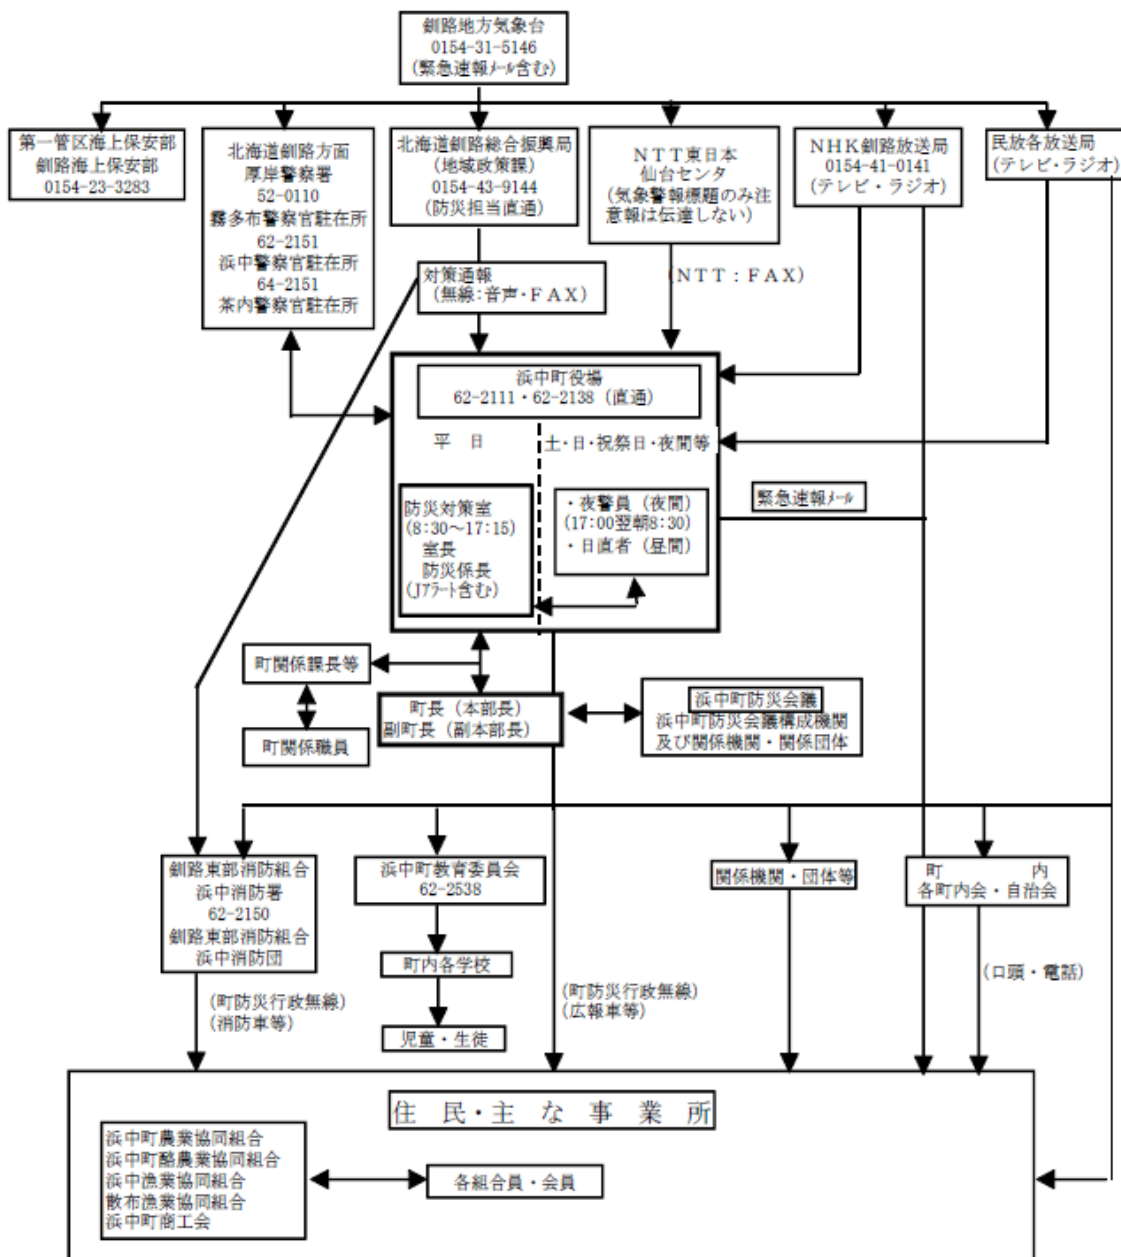 釧路地方気象台
0154-31-5146
(緊急速報メール含む)
第一管区海上保安部
釧路海上保安部
0154-23-3283
北海道釧路方面
厚岸警察署
52-0110
霧多布警察官駐在所
62-2151
浜中警察官駐在所
64-2151
茶内警察官駐在所
北海道釧路総合振興局
(地域政策課)
0154-43-9144
(防災担当直通)
NTT東日本
仙台センタ
(気象警報標題のみ注
意報は伝達しない)
NHK釧路放送局
0154-41-0141
(テレビ・ラジオ)
民放各放送局
(テレビ・ラジオ)
対策通報
(無線:音声・FAX)
(NTT:FAX)
浜中町役場
62-2111・62-2138(直通)
平 日
土・日・祝祭日・夜間等
防災対策室
(8:30～17:15)
室長
防災係長
(Jアラート含む)
・夜警員(夜間)
(17:00翌朝8:30)
・日直者(昼間)
緊急速報メール
町関係課長等
町関係職員
町長(本部長)
副町長(副本部長)
浜中町防災会議
浜中町防災会議構成機関
及び関係機関・関係団体
釧路東部消防組合
浜中消防署
62-2150
釧路東部消防組合
浜中消防団
浜中町教育委員会
62-2538
町内各学校
児童・生徒
関係機関・団体等
町 内
各町内会・自治会
(町防災行政無線)
(消防車等)
(町防災行政無線)
(広報車等)
(口頭・電話)
住 民・主 な 事 業 所
浜中町農業協同組合
浜中町酪農業協同組合
浜中漁業協同組合
散布漁業協同組合
浜中町商工会
各組合員・会員